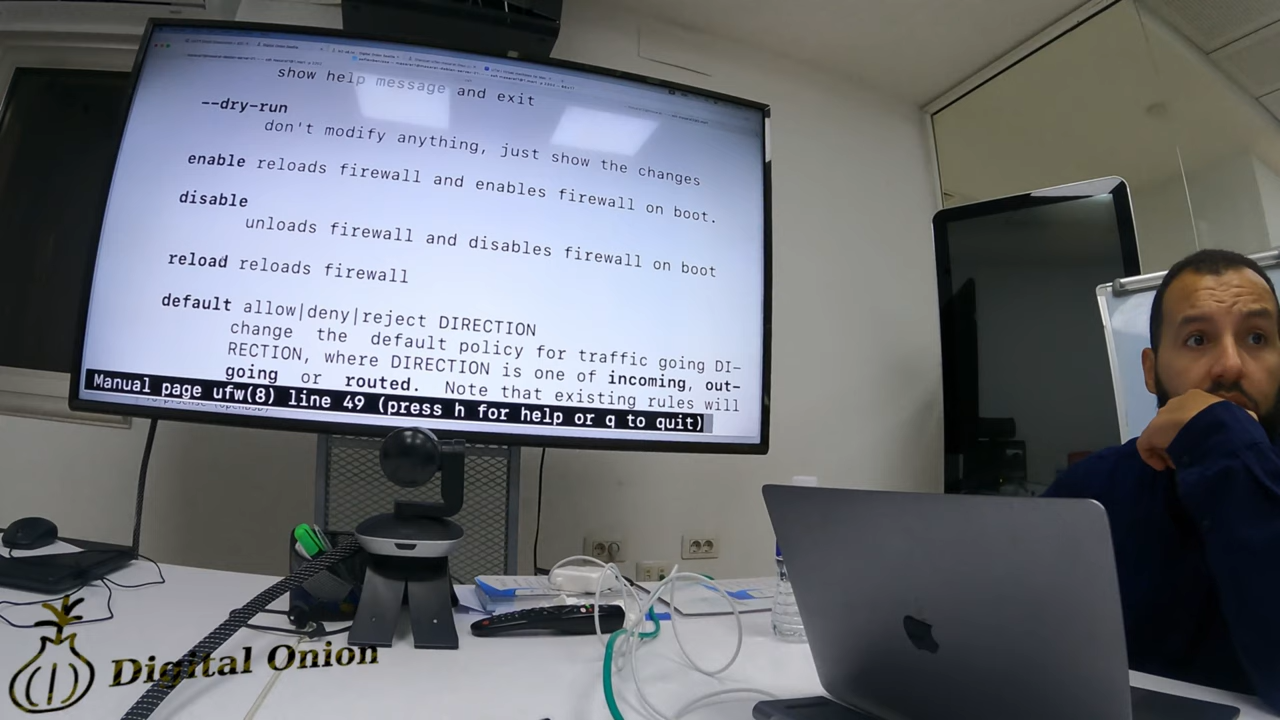 show help message and exit
--dry-run
don't modify anything, just show the changes
enable reloads firewall and enables firewall on boot.
disable
unloads firewall and disables firewall on boot
reload reloads firewall
default allow|deny|reject DIRECTION
change the default policy for traffic going DI-
RECTION, where DIRECTION is one of incoming, out-
going or routed. Note that existing rules will
Manual page ufw(8) line 49 (press h for help or q to quit)
Digital Onion